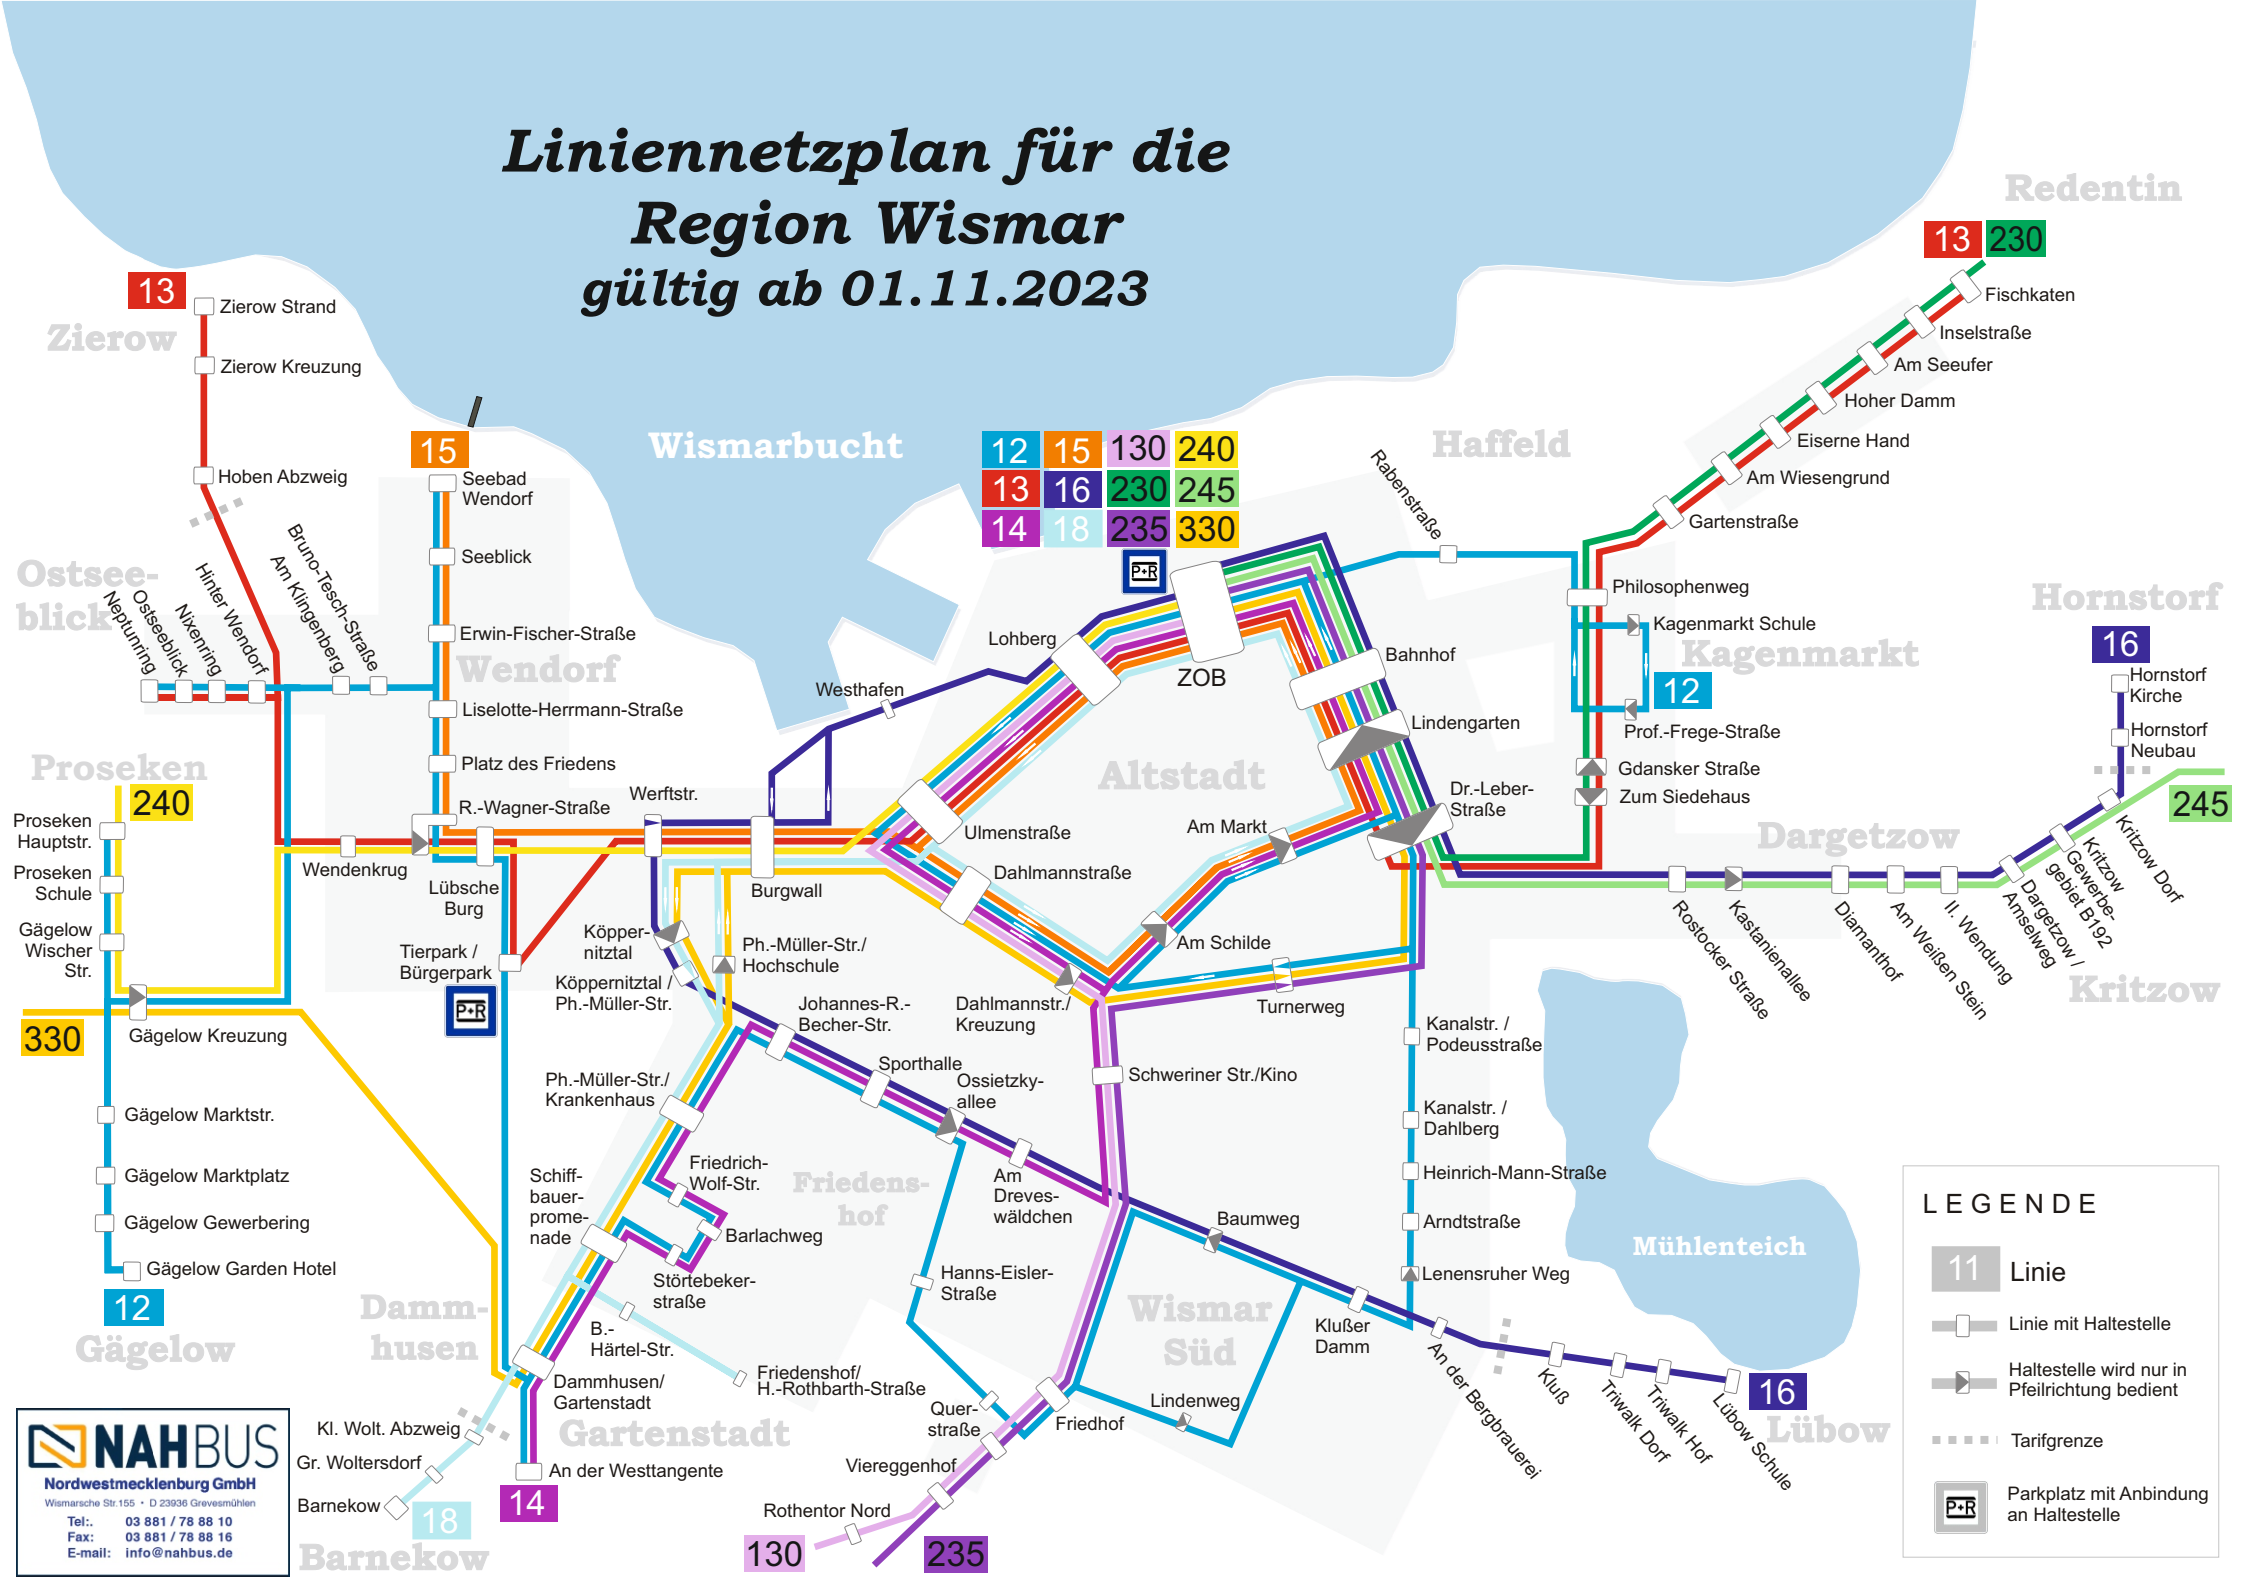 Liniennetzplan für die
Region Wismar
gültig ab 01.11.2023
Redentin
13 230
Fischkaten
Inselstraße
Am Seeufer
Hoher Damm
Eiserne Hand
Am Wiesengrund
Gartenstraße
13
Zierow Strand
Zierow
Zierow Kreuzung
Hoben Abzweig
15
Seebad
Wendorf
Seeblick
Erwin-Fischer-Straße
Wendorf
Liselotte-Herrmann-Straße
Platz des Friedens
R.-Wagner-Straße
Wismarbucht
12 15 130 240
13 16 230 245
14 18 235 330
P+R
ZOB
Haffeld
Rabenstraße
Ostsee-
blick
Neptunring
Ostseeblick
Nixenring
Hinter Wendorf
Am Klingenberg
Bruno-Tesch-Straße
Philosophenweg
Kagenmarkt Schule
Kagenmarkt
12
Prof.-Frege-Straße
Gdansker Straße
Zum Siedehaus
Hornstorf
16
Hornstorf
Kirche
Hornstorf
Neubau
245
Lohberg
Westhafen
Bahnhof
Lindengarten
Dr.-Leber-
Straße
Altstadt
Am Markt
Am Schilde
Ulmenstraße
Dahlmannstraße
Werftstr.
Burgwall
Proseken
240
Proseken
Hauptstr.
Proseken
Schule
Gägelow
Wischer
Str.
330
Gägelow Kreuzung
Wendenkrug
Lübsche
Burg
Tierpark /
Bürgerpark
P+R
Köpper-
nitztal
Köppernitztal /
Ph.-Müller-Str.
Ph.-Müller-Str./
Hochschule
Johannes-R.-
Becher-Str.
Dahlmannstr./
Kreuzung
Turnerweg
Dargetzow
Rostocker Straße
Kastanienallee
Diamanthof
Am Weißen Stein
II. Wendung
Dargetzow /
Amselweg
Kritzow
Gewerbe-
gebiet B192
Kritzow Dorf
Kritzow
Gägelow Marktstr.
Gägelow Marktplatz
Gägelow Gewerbering
Gägelow Garden Hotel
12
Gägelow
Ph.-Müller-Str./
Krankenhaus
Sporthalle
Ossietzky-
allee
Schweriner Str./Kino
Kanalstr. /
Podeusstraße
Kanalstr. /
Dahlberg
Heinrich-Mann-Straße
Arndtstraße
Lenensruher Weg
Schiff-
bauer-
prome-
nade
Friedrich-
Wolf-Str.
Barlachweg
Störtebeker-
straße
Friedens-
hof
Am
Dreves-
wäldchen
Baumweg
Hanns-Eisler-
Straße
Wismar
Süd
Klußer
Damm
Mühlenteich
Damm-
husen
B.-
Härtel-Str.
Friedenshof/
H.-Rothbarth-Straße
Dammhusen/
Gartenstadt
Gartenstadt
Quer-
straße
Friedhof
Lindenweg
Viereggenhof
Rothentor Nord
130
235
An der Bergbrauerei
Kluß
Triwalk Dorf
Triwalk Hof
Lübow Schule
16
Lübow
Kl. Wolt. Abzweig
Gr. Woltersdorf
Barnekow
18
Barnekow
An der Westtangente
14
NAHBUS
Nordwestmecklenburg GmbH
Wismarsche Str.155 • D 23936 Grevesmühlen
Tel:. 03 881 / 78 88 10
Fax: 03 881 / 78 88 16
E-mail: info@nahbus.de
LEGENDE
11 Linie
Linie mit Haltestelle
Haltestelle wird nur in
Pfeilrichtung bedient
Tarifgrenze
P+R
Parkplatz mit Anbindung
an Haltestelle